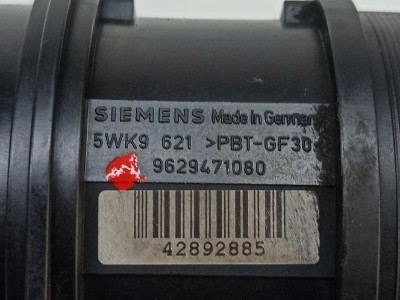 SIEMENS Made in Germany
5WK9 621 >PBT-GF30<
9629471080
42892885